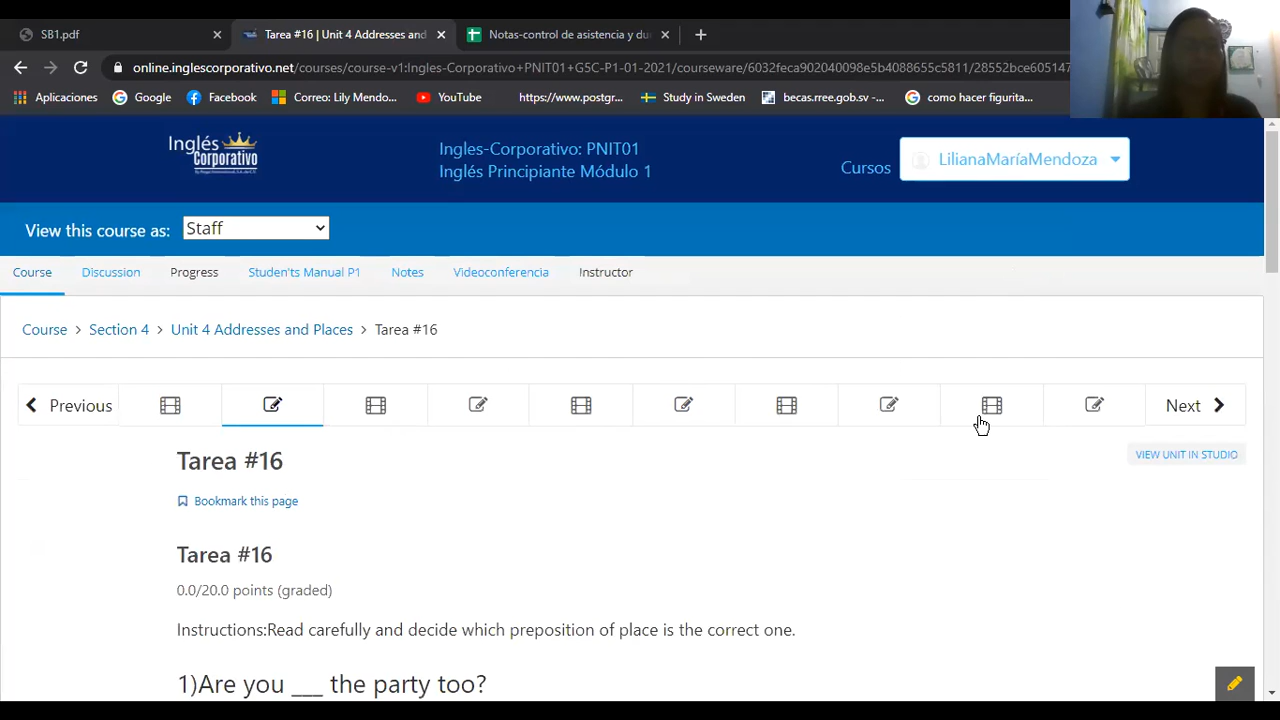 SB1.pdf
Tarea #16 | Unit 4 Addresses and
Notas-control de asistencia y du
online.inglescorporativo.net/courses/course-v1:Ingles-Corporativo+PNIT01+G5C-P1-01-2021/courseware/6032feca902040098e5b4088655c5811/28552bce605147
Aplicaciones
Google
Facebook
Correo: Lily Mendo...
YouTube
https://www.postgr...
Study in Sweden
becas.rree.gob.sv -...
como hacer figurita...
Inglés
Corporativo
Ingles-Corporativo: PNIT01
Inglés Principiante Módulo 1
Cursos
LilianaMaríaMendoza
View this course as:
Staff
Course
Discussion
Progress
Studen'ts Manual P1
Notes
Videoconferencia
Instructor
Course > Section 4 > Unit 4 Addresses and Places > Tarea #16
Previous
Next
Tarea #16
VIEW UNIT IN STUDIO
Bookmark this page
Tarea #16
0.0/20.0 points (graded)
Instructions:Read carefully and decide which preposition of place is the correct one.
1)Are you ___ the party too?